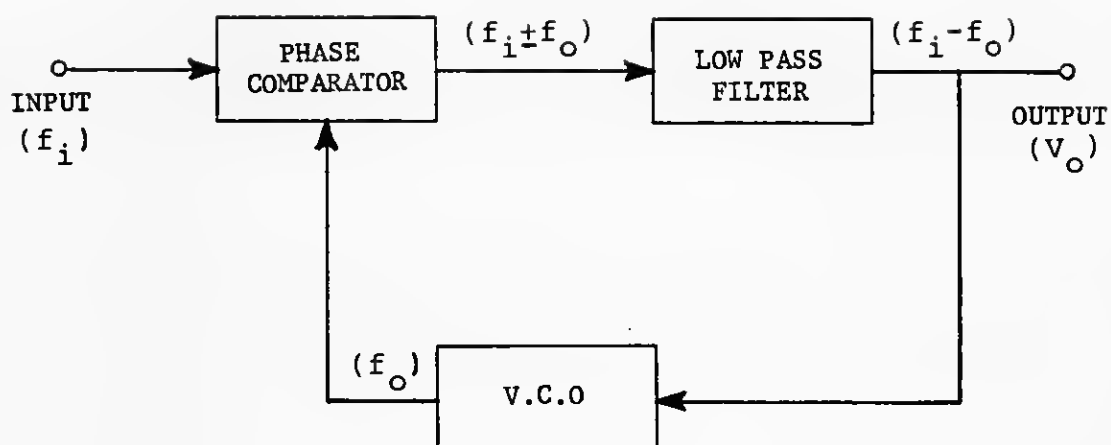 PHASE
COMPARATOR
(f_i±f_o)
LOW PASS
FILTER
(f_i-f_o)
INPUT
(f_i)
OUTPUT
(V_o)
(f_o)
V.C.O